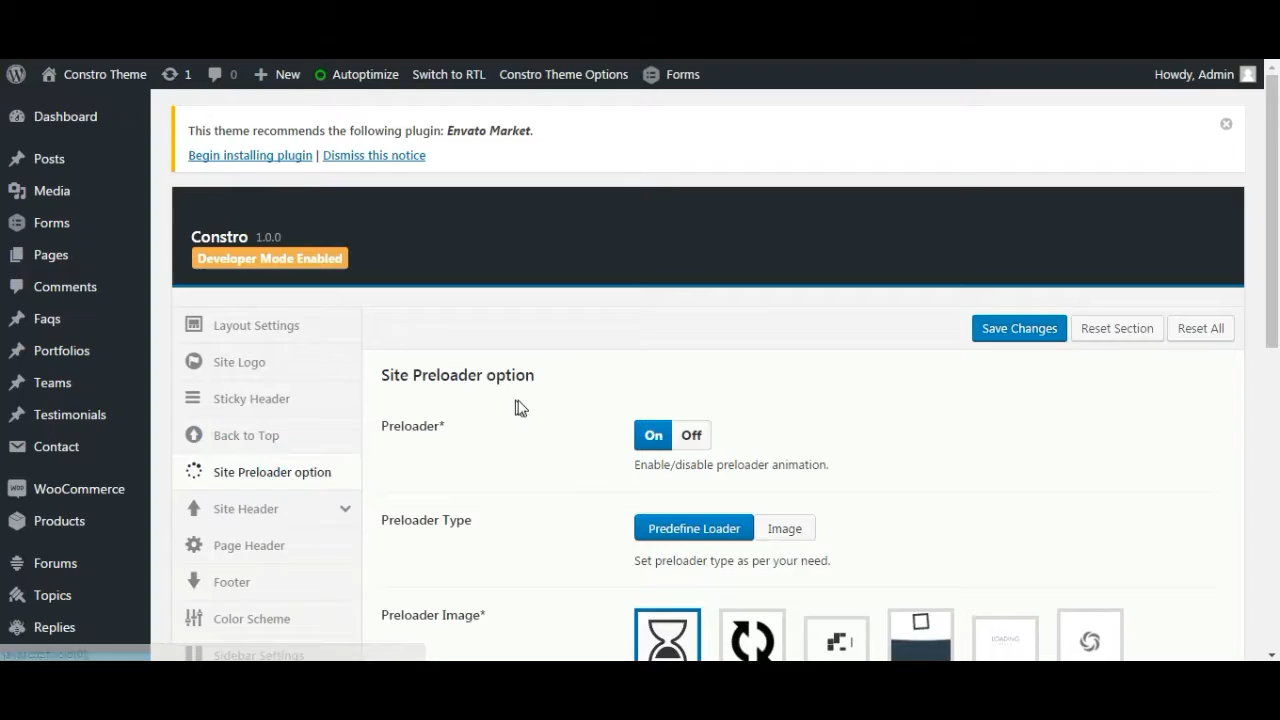 Constro Theme 1 0 New Autoptimize Switch to RTL Constro Theme Options Forms Howdy, Admin
Dashboard
Posts
Media
Forms
Pages
Comments
Faqs
Portfolios
Teams
Testimonials
Contact
WooCommerce
Products
Forums
Topics
Replies
This theme recommends the following plugin: Envato Market.
Begin installing plugin | Dismiss this notice
Constro 1.0.0
Developer Mode Enabled
Layout Settings
Site Logo
Sticky Header
Back to Top
Site Preloader option
Site Header
Page Header
Footer
Color Scheme
Sidebar Settings
Save Changes Reset Section Reset All
Site Preloader option
Preloader* On Off
Enable/disable preloader animation.
Preloader Type Predefine Loader Image
Set preloader type as per your need.
Preloader Image*
LOADING